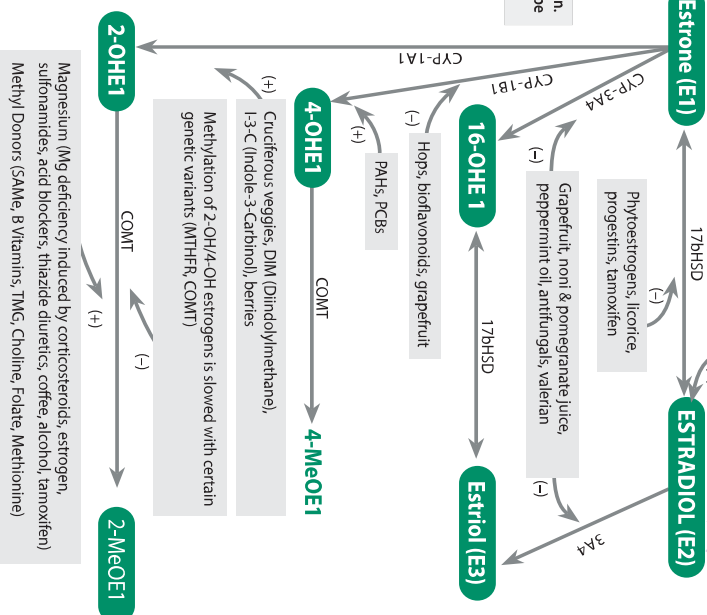 n.
pe
Estrone (E1)
17bHSD
ESTRADIOL (E2)
Phytoestrogens, licorice,
progestins, tamoxifen
(–)
CYP-3A4
Grapefruit, noni & pomegranate juice,
peppermint oil, antifungals, valerian
(–)
(–)
3A4
16-OHE 1
17bHSD
Estriol (E3)
CYP-1B1
Hops, bioflavonoids, grapefruit
(–)
PAHs, PCBs
(+)
4-OHE1
COMT
4-MeOE1
CYP-1A1
(+)
Cruciferous veggies, DIM (Diindolylmethane),
I-3-C (Indole-3-Carbinol), berries
Methylation of 2-OH/4-OH estrogens is slowed with certain
genetic variants (MTHFR, COMT)
(–)
2-OHE1
COMT
2-MeOE1
(+)
Magnesium (Mg deficiency induced by corticosteroids, estrogen,
sulfonamides, acid blockers, thiazide diuretics, coffee, alcohol, tamoxifen)
Methyl Donors (SAMe, B Vitamins, TMG, Choline, Folate, Methionine)